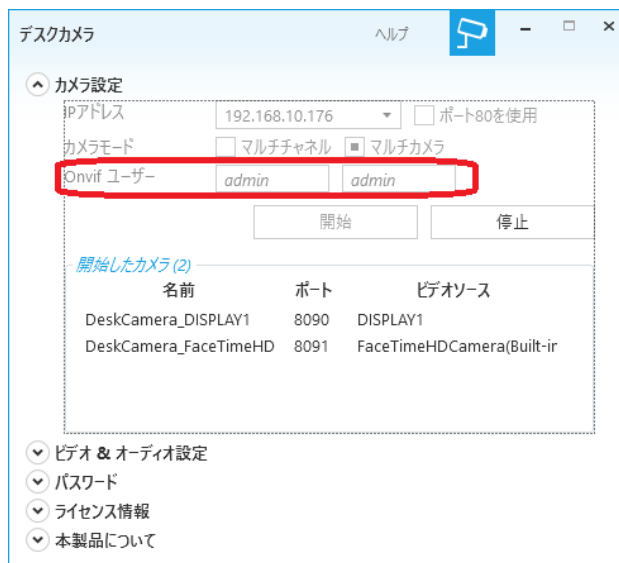 デスクカメラ ヘルプ
カメラ設定
IPアドレス 192.168.10.176 ポート80を使用
カメラモード マルチチャネル マルチカメラ
Onvif ユーザー admin admin
開始 停止
開始したカメラ (2)
名前 ポート ビデオソース
DeskCamera_DISPLAY1 8090 DISPLAY1
DeskCamera_FaceTimeHD 8091 FaceTimeHDCamera(Built-in
ビデオ & オーディオ設定
パスワード
ライセンス情報
本製品について